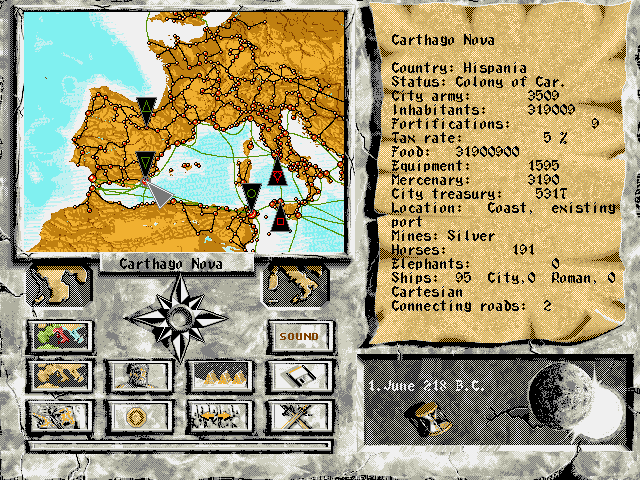 Carthago Nova
Country: Hispania
Status: Colony of Car.
City army: 3509
Inhabitants: 319009
Fortifications: 9
Tax rate: 5 %
Food: 31900900
Equipment: 1595
Mercenary: 3190
City treasury: 531T
Location: Coast, existing
port
Mines: Silver
Horses: 191
Elephants: 0
Ships: 95 City,0 Roman, 0
Cartesian
Connecting roads: 2
Carthago Nova
SOUND
1.June 218 B.C.